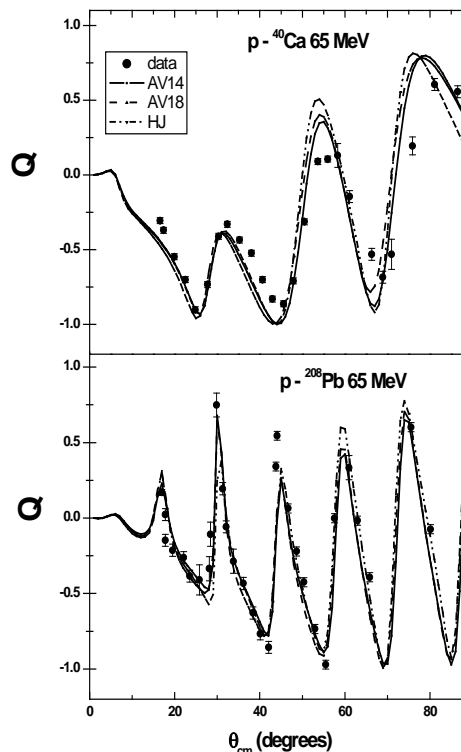 1.0
p - ⁴⁰Ca 65 MeV
data
AV14
AV18
HJ
0.5
Q
0.0
-0.5
-1.0
1.0
p - ²⁰⁸Pb 65 MeV
0.5
Q
0.0
-0.5
-1.0
0 20 40 60 80
θcm (degrees)